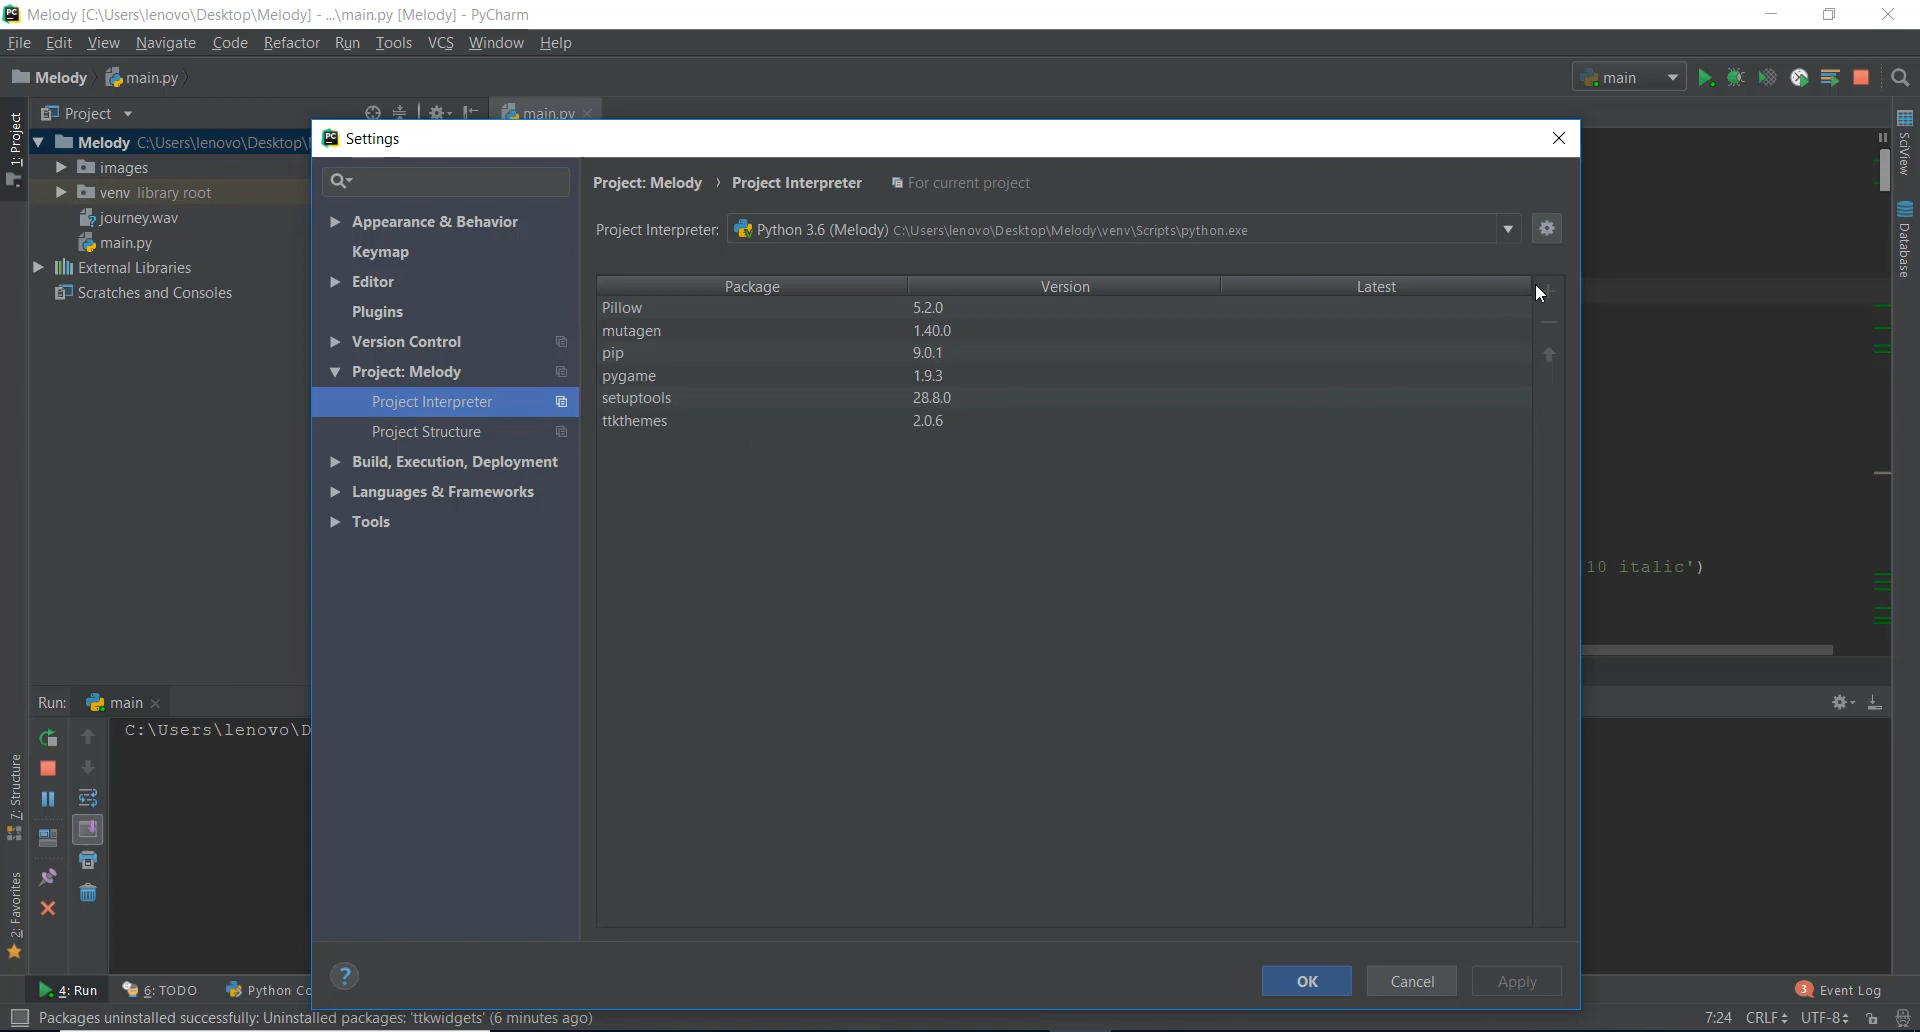 Melody [C:\Users\lenovo\Desktop\Melody] - ...\main.py [Melody] - PyCharm
File Edit View Navigate Code Refactor Run Tools VCS Window Help
Melody main.py
main
1: Project
Project
main.py
Melody C:\Users\lenovo\Desktop\
images
venv library root
journey.wav
main.py
External Libraries
Scratches and Consoles
Settings
Appearance & Behavior
Keymap
Editor
Plugins
Version Control
Project: Melody
Project Interpreter
Project Structure
Build, Execution, Deployment
Languages & Frameworks
Tools
Project: Melody › Project Interpreter For current project
Project Interpreter: Python 3.6 (Melody) C:\Users\lenovo\Desktop\Melody\venv\Scripts\python.exe
Package Version Latest
Pillow 5.2.0
mutagen 1.40.0
pip 9.0.1
pygame 1.9.3
setuptools 28.8.0
ttkthemes 2.0.6
?
OK Cancel Apply
10 italic')
SciView
Database
Run: main
C:\Users\lenovo\D
7: Structure
2: Favorites
4: Run 6: TODO Python Co
3 Event Log
Packages uninstalled successfully: Uninstalled packages: 'ttkwidgets' (6 minutes ago)
7:24 CRLF UTF-8